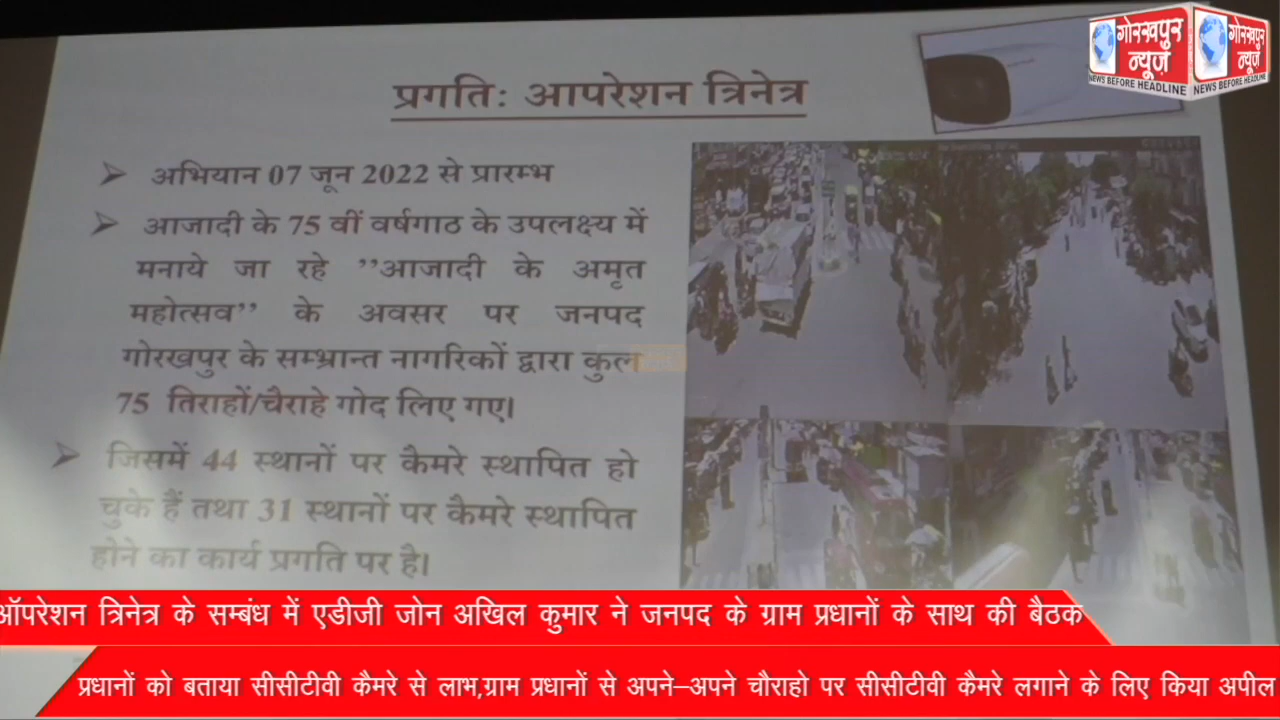 गोरखपुर
न्यूज़
NEWS BEFORE HEADLINE
गोरखपुर
न्यूज़
NEWS BEFORE HEADLINE
प्रगतिः आपरेशन त्रिनेत्र
अभियान 07 जून 2022 से प्रारम्भ
आजादी के 75 वीं वर्षगाठ के उपलक्ष्य में
मनाये जा रहे ’’आजादी के अमृत
महोत्सव’’ के अवसर पर जनपद
गोरखपुर के सम्भ्रान्त नागरिकों द्वारा कुल
75 तिराहों/चैराहे गोद लिए गए।
जिसमें 44 स्थानों पर कैमरे स्थापित हो
चुके हैं तथा 31 स्थानों पर कैमरे स्थापित
होने का कार्य प्रगति पर है।
ऑपरेशन त्रिनेत्र के सम्बंध में एडीजी जोन अखिल कुमार ने जनपद के ग्राम प्रधानों के साथ की बैठक
प्रधानों को बताया सीसीटीवी कैमरे से लाभ,ग्राम प्रधानों से अपने–अपने चौराहो पर सीसीटीवी कैमरे लगाने के लिए किया अपील